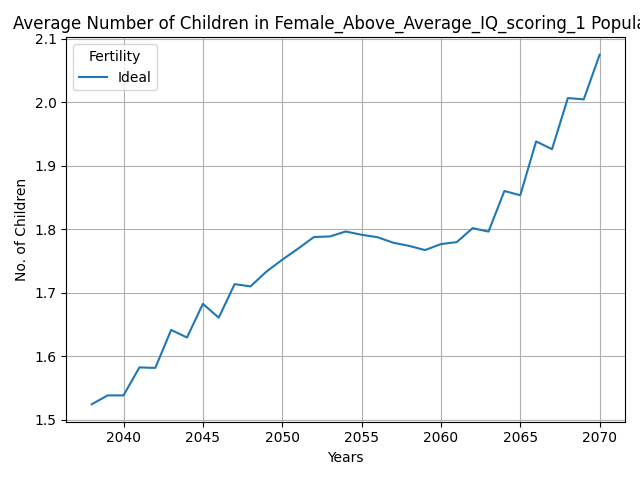 Average Number of Children in Female_Above_Average_IQ_scoring_1 Popula
Fertility
Ideal
No. of Children
2.1
2.0
1.9
1.8
1.7
1.6
1.5
2040 2045 2050 2055 2060 2065 2070
Years